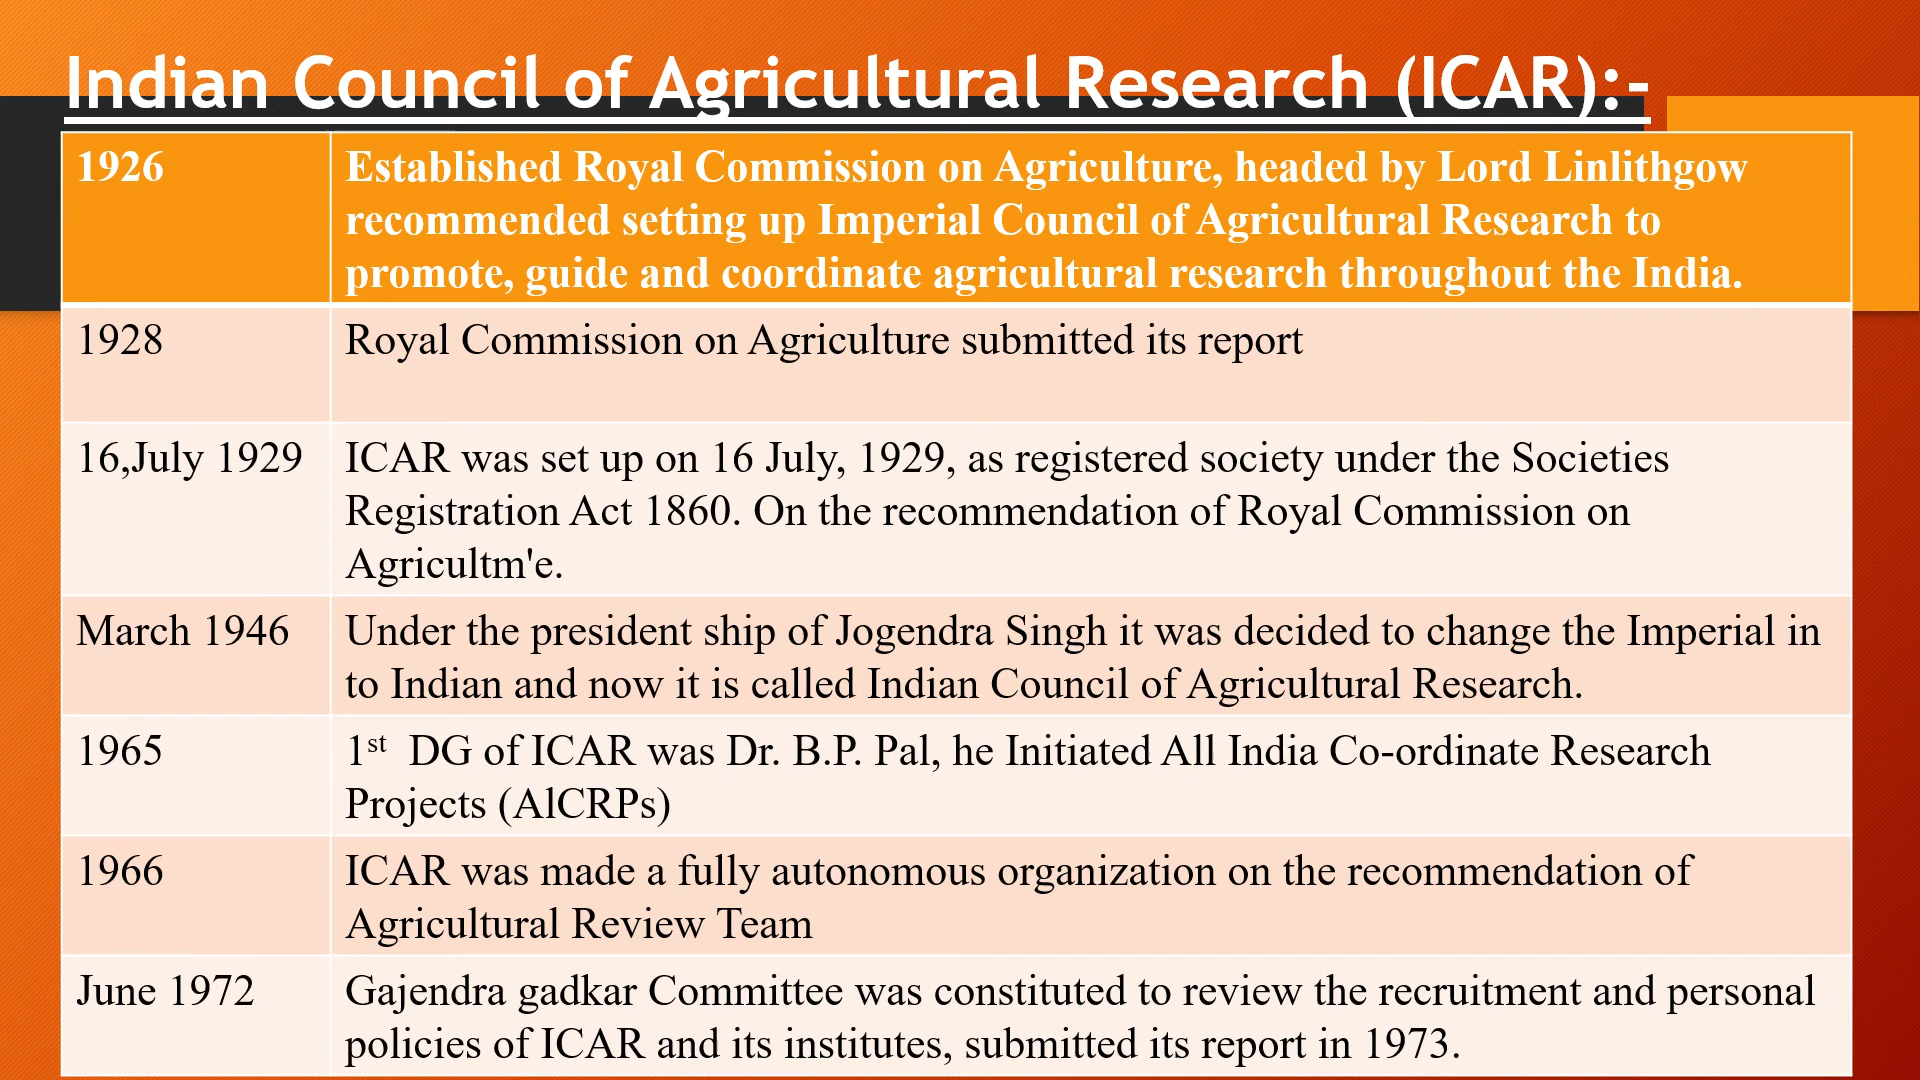 Indian Council of Agricultural Research (ICAR):-
1926
Established Royal Commission on Agriculture, headed by Lord Linlithgow
recommended setting up Imperial Council of Agricultural Research to
promote, guide and coordinate agricultural research throughout the India.
1928
Royal Commission on Agriculture submitted its report
16,July 1929
ICAR was set up on 16 July, 1929, as registered society under the Societies
Registration Act 1860. On the recommendation of Royal Commission on
Agricultm'e.
March 1946
Under the president ship of Jogendra Singh it was decided to change the Imperial in
to Indian and now it is called Indian Council of Agricultural Research.
1965
1st DG of ICAR was Dr. B.P. Pal, he Initiated All India Co-ordinate Research
Projects (AlCRPs)
1966
ICAR was made a fully autonomous organization on the recommendation of
Agricultural Review Team
June 1972
Gajendra gadkar Committee was constituted to review the recruitment and personal
policies of ICAR and its institutes, submitted its report in 1973.